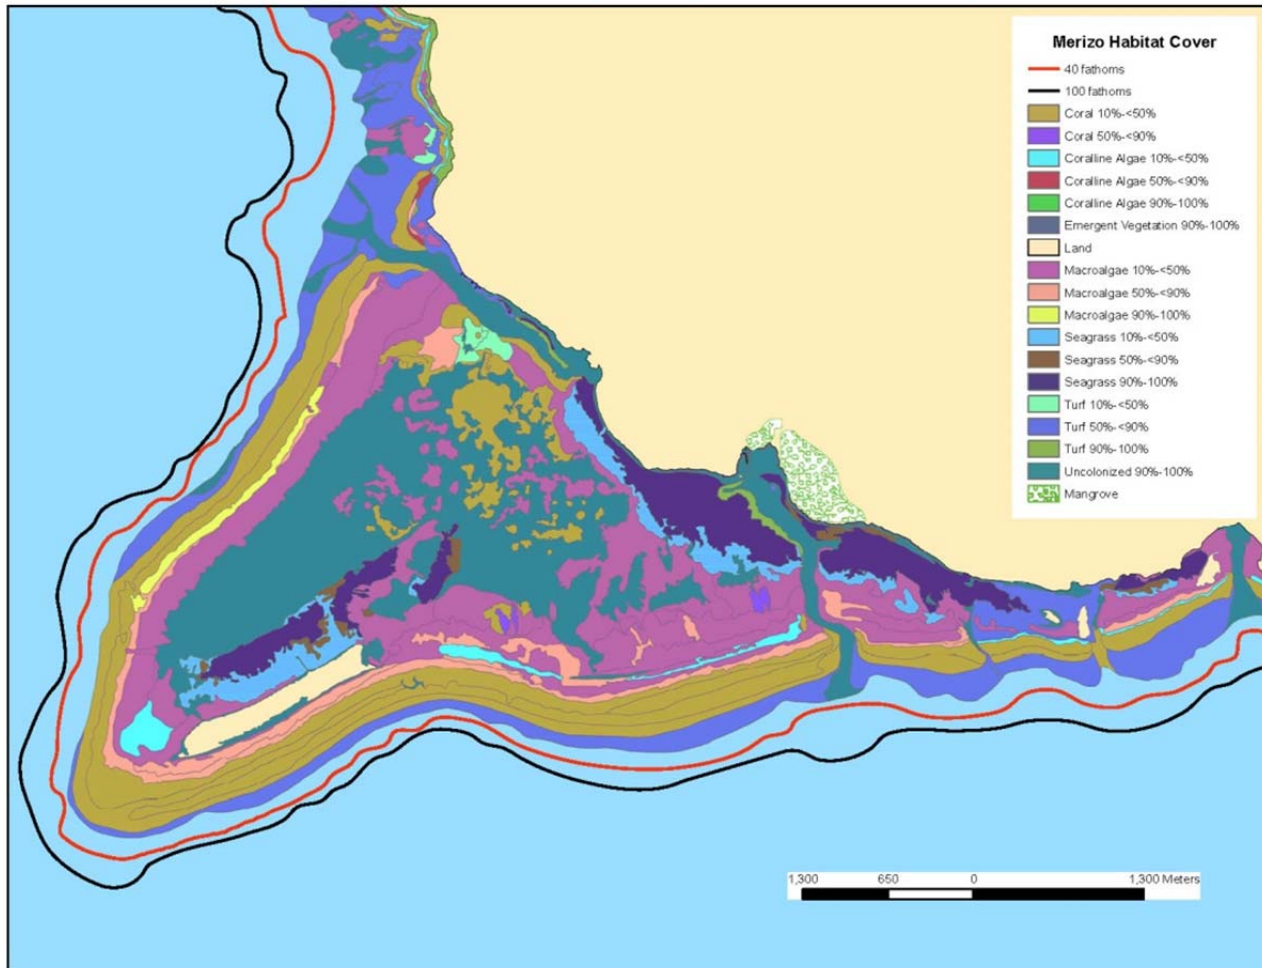 Merizo Habitat Cover
40 fathoms
100 fathoms
Coral 10%-<50%
Coral 50%-<90%
Coralline Algae 10%-<50%
Coralline Algae 50%-<90%
Coralline Algae 90%-100%
Emergent Vegetation 90%-100%
Land
Macroalgae 10%-<50%
Macroalgae 50%-<90%
Macroalgae 90%-100%
Seagrass 10%-<50%
Seagrass 50%-<90%
Seagrass 90%-100%
Turf 10%-<50%
Turf 50%-<90%
Turf 90%-100%
Uncolonized 90%-100%
Mangrove
1,300 650 0 1,300 Meters